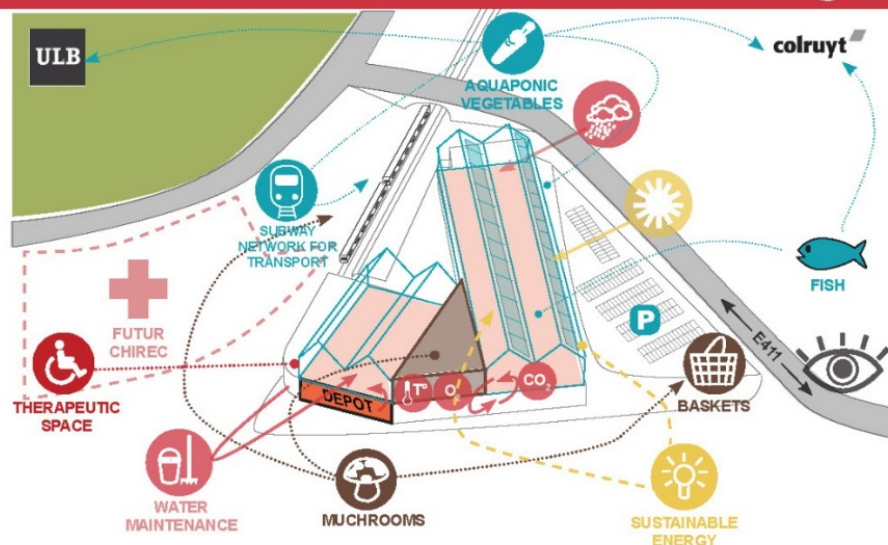 ULB
colruyt
AQUAPONIC
VEGETABLES
SUBWAY
NETWORK FOR
TRANSPORT
FUTUR
CHIREC
FISH
P
E411
THERAPEUTIC
SPACE
DEPOT
T°
O₂
CO₂
BASKETS
WATER
MAINTENANCE
MUCHROOMS
SUSTAINABLE
ENERGY